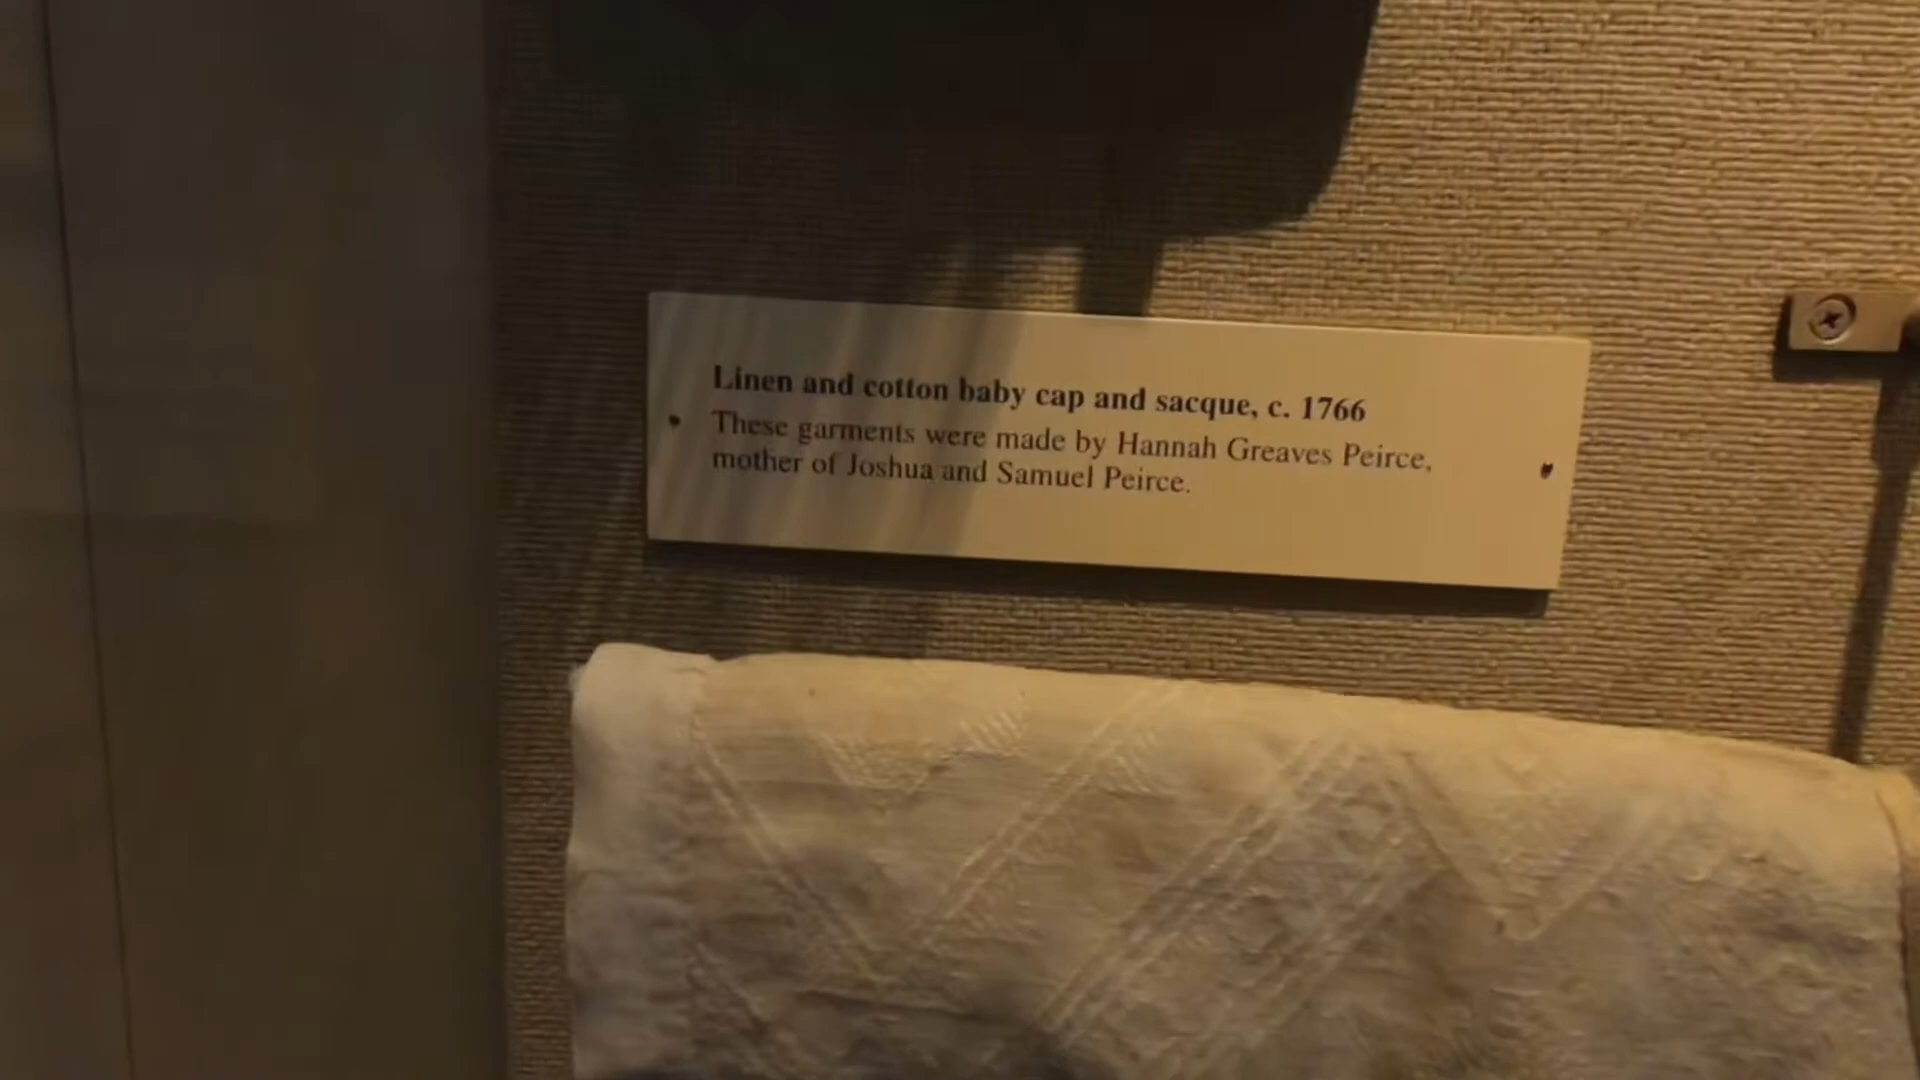 Linen and cotton baby cap and sacque, c. 1766
These garments were made by Hannah Greaves Peirce,
mother of Joshua and Samuel Peirce.